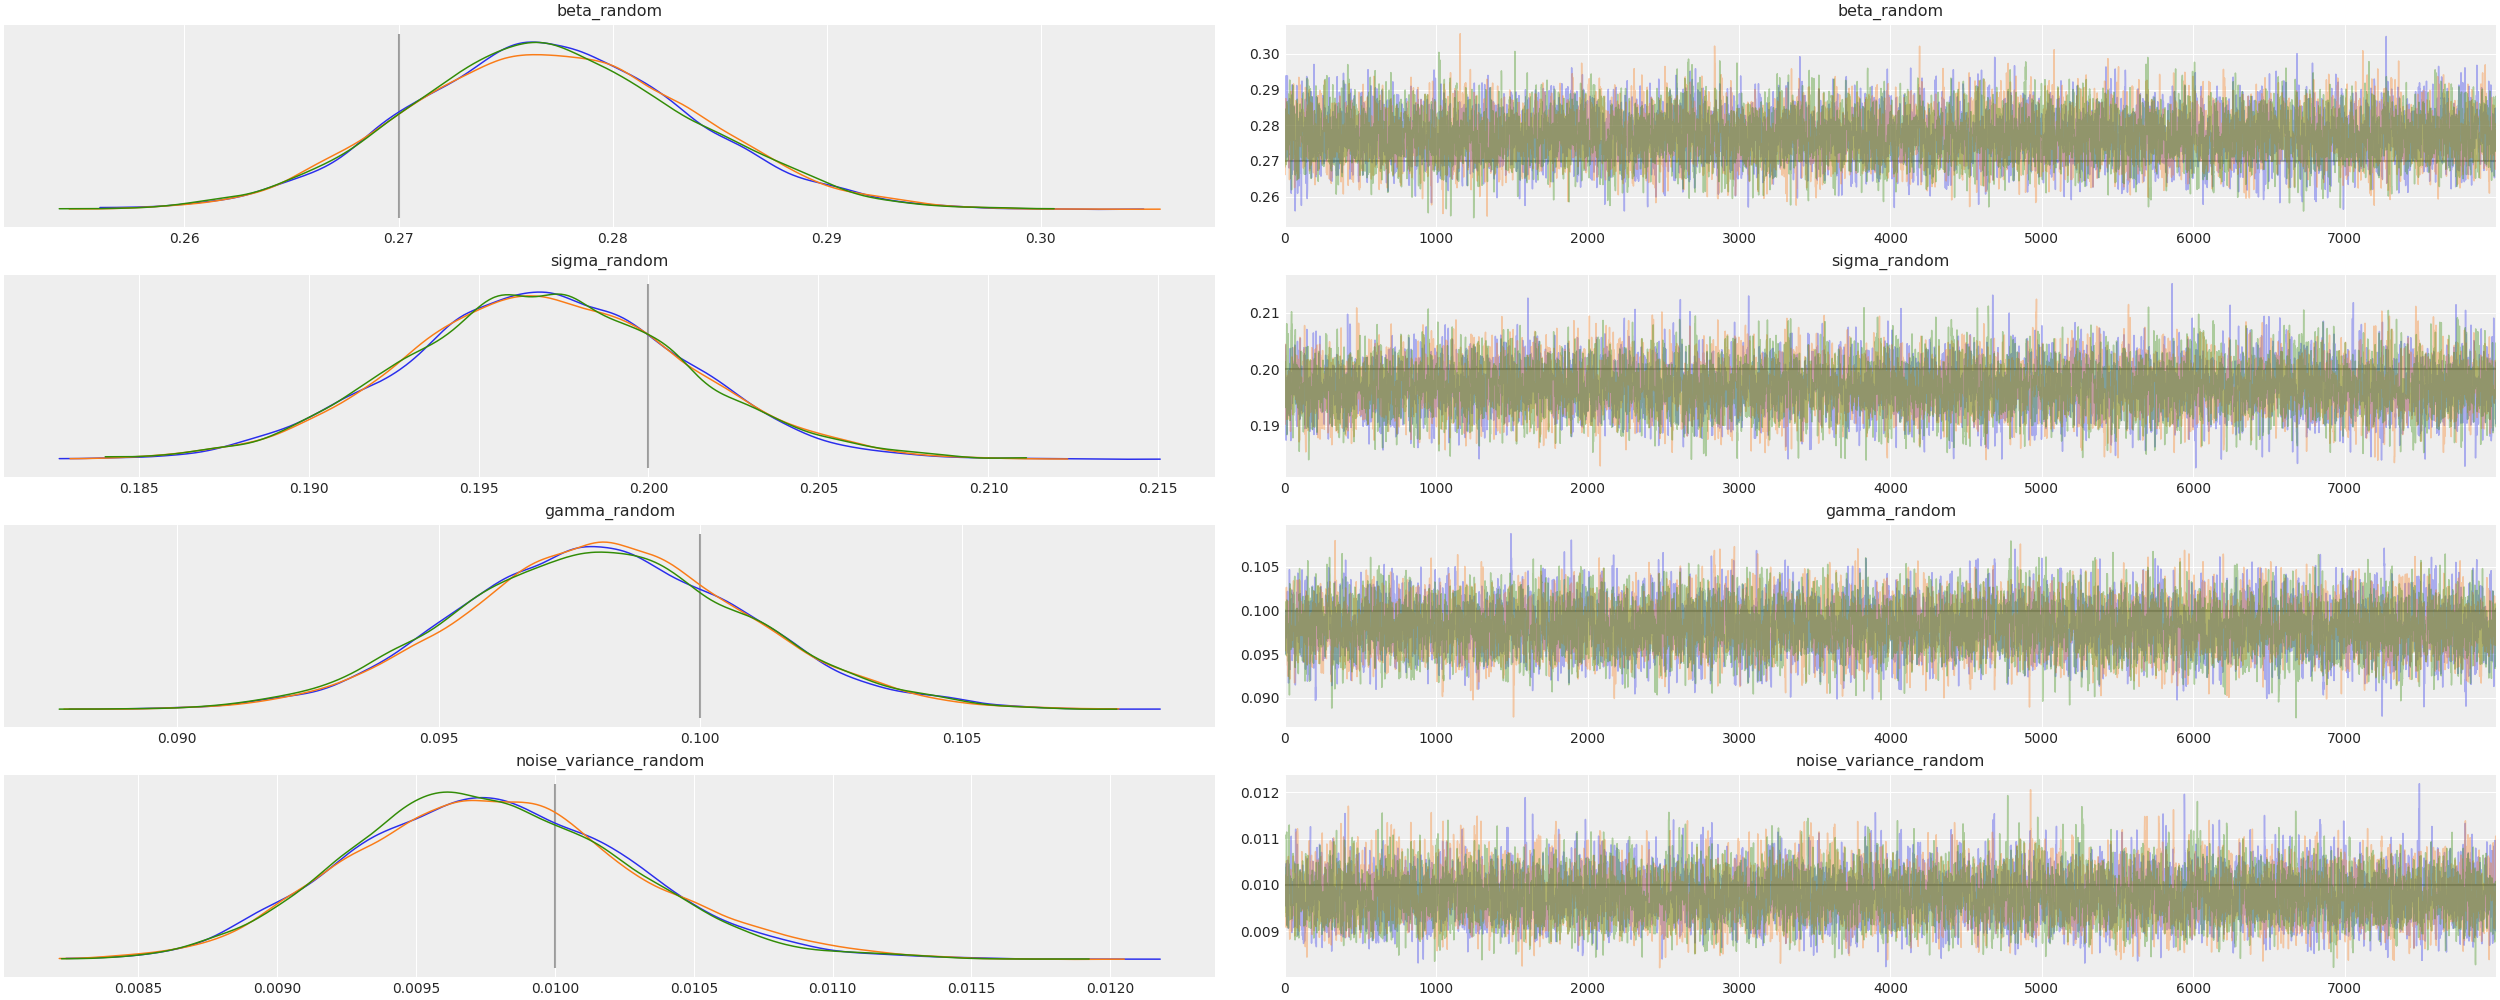 beta_random beta_random
0.30
0.29
0.28
0.27
0.26
0.26 0.27 0.28 0.29 0.30 0 1000 2000 3000 4000 5000 6000 7000
sigma_random sigma_random
0.21
0.20
0.19
0.185 0.190 0.195 0.200 0.205 0.210 0.215 0 1000 2000 3000 4000 5000 6000 7000
gamma_random gamma_random
0.105
0.100
0.095
0.090
0.090 0.095 0.100 0.105 0 1000 2000 3000 4000 5000 6000 7000
noise_variance_random noise_variance_random
0.012
0.011
0.010
0.009
0.0085 0.0090 0.0095 0.0100 0.0105 0.0110 0.0115 0.0120 0 1000 2000 3000 4000 5000 6000 7000